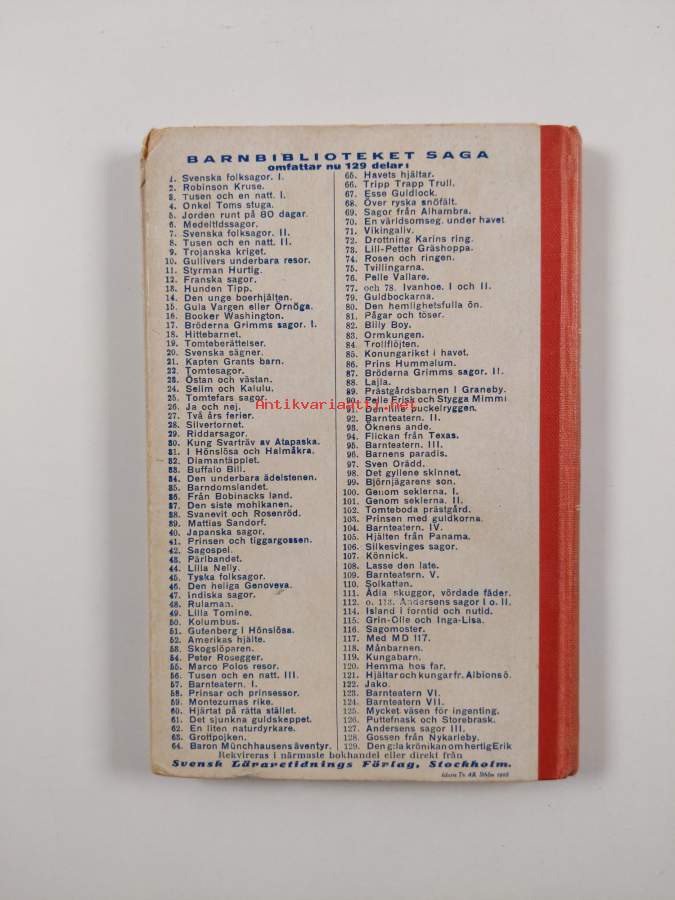 BARNBIBLIOTEKET SAGA
omfattar nu 129 delar:
1. Svenska folksagor. I.
2. Robinson Kruse.
3. Tusen och en natt. I.
4. Onkel Toms stuga.
5. Jorden runt på 80 dagar.
6. Medeltidssagor.
7. Svenska folksagor. II.
8. Tusen och en natt. II.
9. Trojanska kriget.
10. Gullivers underbara resor.
11. Styrman Hurtig.
12. Franska sagor.
13. Hunden Tipp.
14. Den unge boerhjälten.
15. Gula Vargen eller Örnöga.
16. Booker Washington.
17. Bröderna Grimms sagor. I.
18. Hittebarnet.
19. Tomteberättelser.
20. Svenska sägner.
21. Kapten Grants barn.
22. Tomtesagor.
23. Östan och västan.
24. Selim och Kalulu.
25. Tomtefars sagor.
26. Ja och nej.
27. Två års ferier.
28. Silvertornet.
29. Riddarsagor.
30. Kung Svarträv av Atapaska.
31. I Hönslösa och Halmåkra.
32. Diamantäpplet.
33. Buffalo Bill.
34. Den underbara ädelstenen.
35. Barndomslandet.
36. Från Bobinacks land.
37. Den siste mohikanen.
38. Svanevit och Rosenröd.
39. Mattias Sandorf.
40. Japanska sagor.
41. Prinsen och tiggargossen.
42. Sagospel.
43. Pärlbandet.
44. Lilla Nelly.
45. Tyska folksagor.
46. Den heliga Genoveva.
47. Indiska sagor.
48. Rulaman.
49. Lilla Tomine.
50. Kolumbus.
51. Gutenberg i Hönslösa.
52. Amerikas hjälte.
53. Skogslöparen.
54. Peter Rosegger.
55. Marco Polos resor.
56. Tusen och en natt. III.
57. Barnteatern. I.
58. Prinsar och prinsessor.
59. Montezumas rike.
60. Hjärtat på rätta stället.
61. Det sjunkna guldskeppet.
62. En liten naturdyrkare.
63. Grottpojken.
64. Baron Münchhausens äventyr.
65. Havets hjältar.
66. Tripp Trapp Trull.
67. Esse Guldlock.
68. Över ryska snöfält.
69. Sagor från Alhambra.
70. En världsomseg. under havet
71. Vikingaliv.
72. Drottning Karins ring.
73. Lill-Petter Gräshoppa.
74. Rosen och ringen.
75. Tvillingarna.
76. Pelle Vallare.
77. och 78. Ivanhoe. I och II.
79. Guldbockarna.
80. Den hemlighetsfulla ön.
81. Pågar och töser.
82. Billy Boy.
83. Ormkungen.
84. Trollflöjten.
85. Konungariket i havet.
86. Prins Hummelum.
87. Bröderna Grimms sagor. II.
88. Lajla.
89. Prästgårdsbarnen i Graneby.
90. Pelle Frisk och Stygga Mimmi
91. Den lille puckelryggen.
92. Barnteatern. II.
93. Öknens ande.
94. Flickan från Texas.
95. Barnteatern. III.
96. Barnens paradis.
97. Sven Orädd.
98. Det gyllene skinnet.
99. Björnjägarens son.
100. Genom seklerna. I.
101. Genom seklerna. II.
102. Tomteboda prästgård.
103. Prinsen med guldkorna.
104. Barnteatern. IV.
105. Hjälten från Panama.
106. Silkesvinges sagor.
107. Könnick.
108. Lasse den late.
109. Barnteatern. V.
110. Solkattan.
111. Ädla skuggor, vördade fäder.
112. o. 113. Andersens sagor I o. II.
114. Island i forntid och nutid.
115. Grin-Olle och Inga-Lisa.
116. Sagomoster.
117. Med MD 117.
118. Månbarnen.
119. Kungabarn.
120. Hemma hos far.
121. Hjältar och kungar fr. Albions ö.
122. Jako.
123. Barnteatern VI.
124. Barnteatern VII.
125. Mycket väsen för ingenting.
126. Puttefnask och Storebrask.
127. Andersens sagor III.
128. Gossen från Nykarleby.
129. Den g:la krönikan om hertig Erik
Rekvireras i närmaste bokhandel eller direkt från
Svensk Läraretidnings Förlag, Stockholm.
Antikvariaatti.net